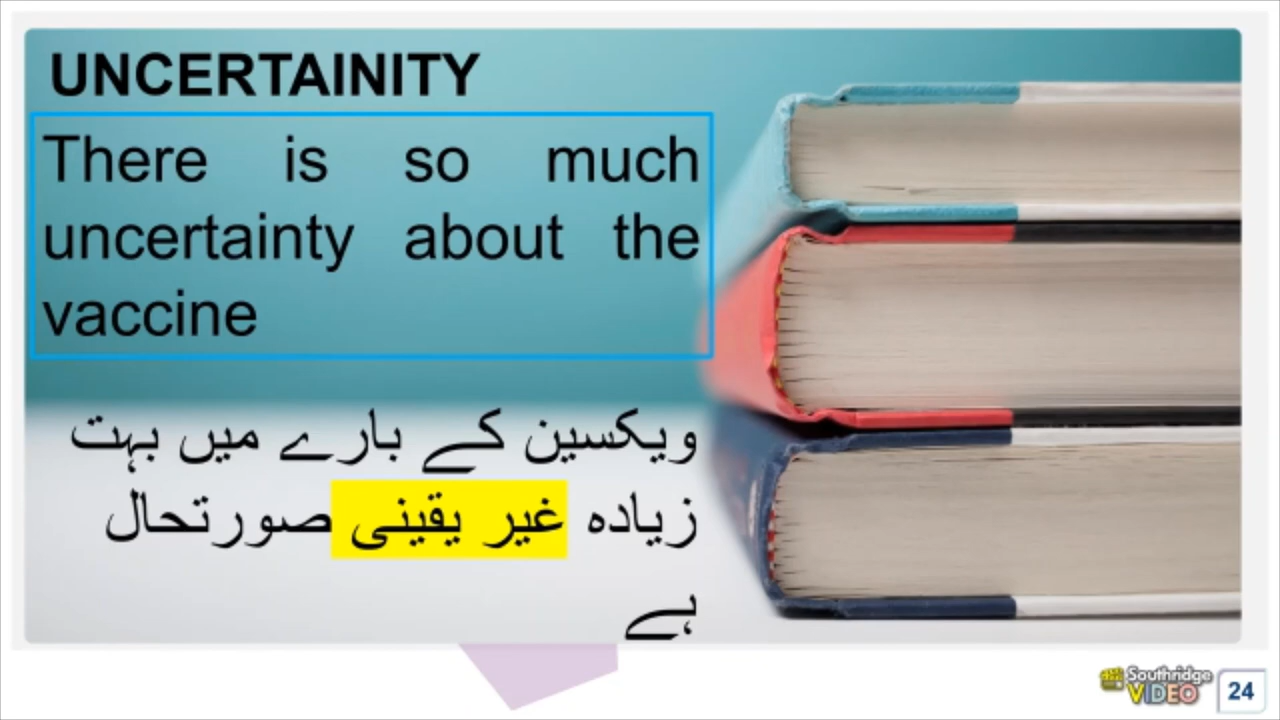 UNCERTAINITY
There is so much
uncertainty about the
vaccine
ویکسین کے بارے میں بہت
زیادہ غیر یقینی صورتحال
ہے
Southridge
VIDEO
24